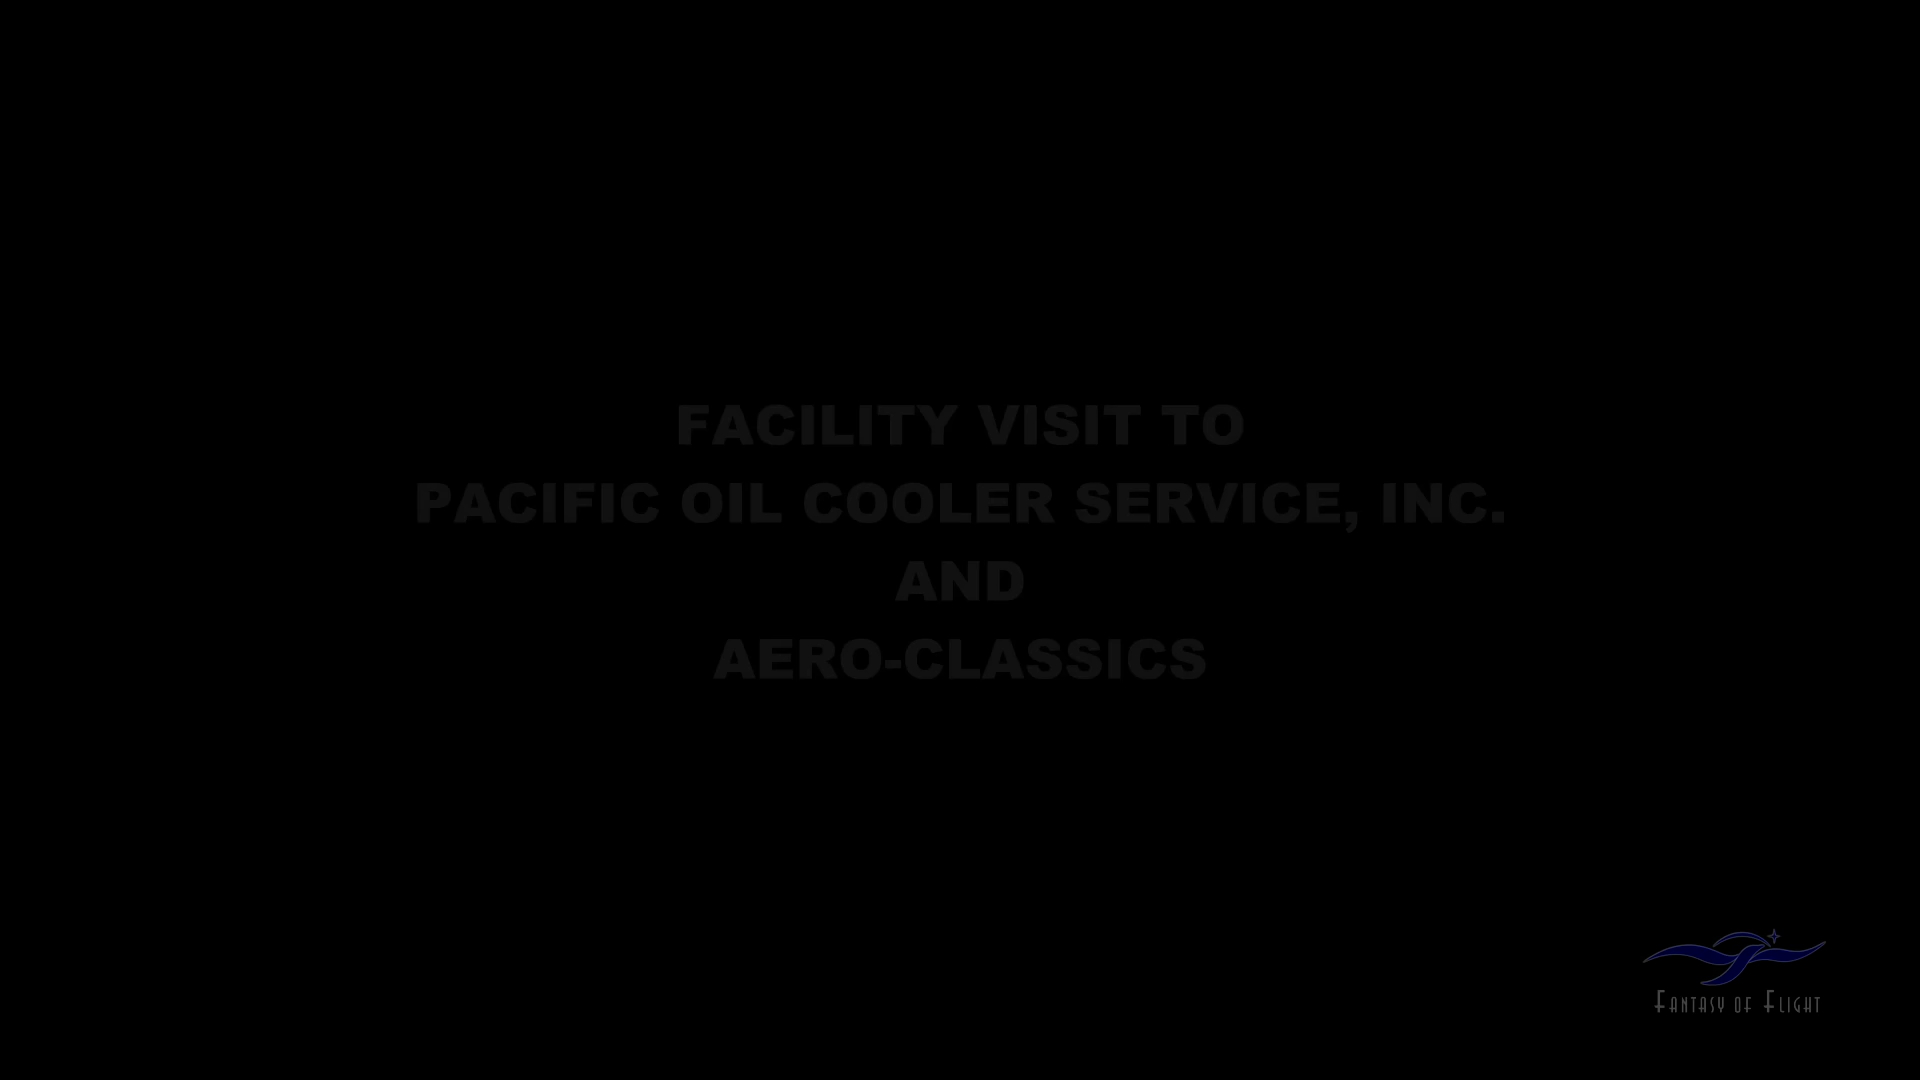 FACILITY VISIT TO
PACIFIC OIL COOLER SERVICE, INC.
AND
AERO-CLASSICS
FANTASY OF FLIGHT